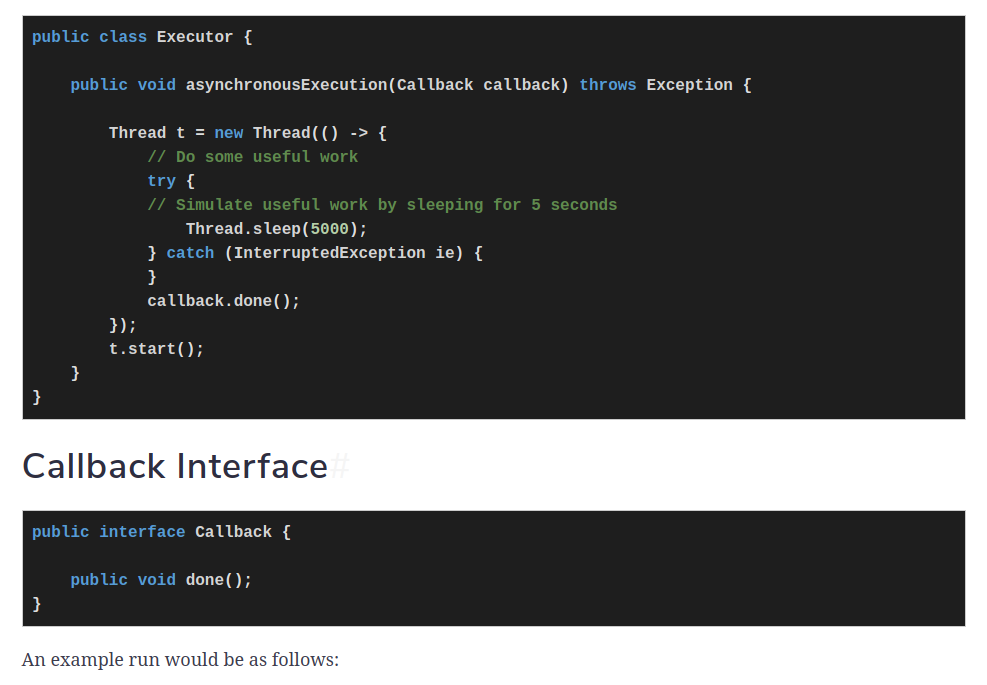 public class Executor {
public void asynchronousExecution(Callback callback) throws Exception {
Thread t = new Thread(() -> {
// Do some useful work
try {
// Simulate useful work by sleeping for 5 seconds
Thread.sleep(5000);
} catch (InterruptedException ie) {
}
callback.done();
});
t.start();
}
}
Callback Interface#
public interface Callback {
public void done();
}
An example run would be as follows: